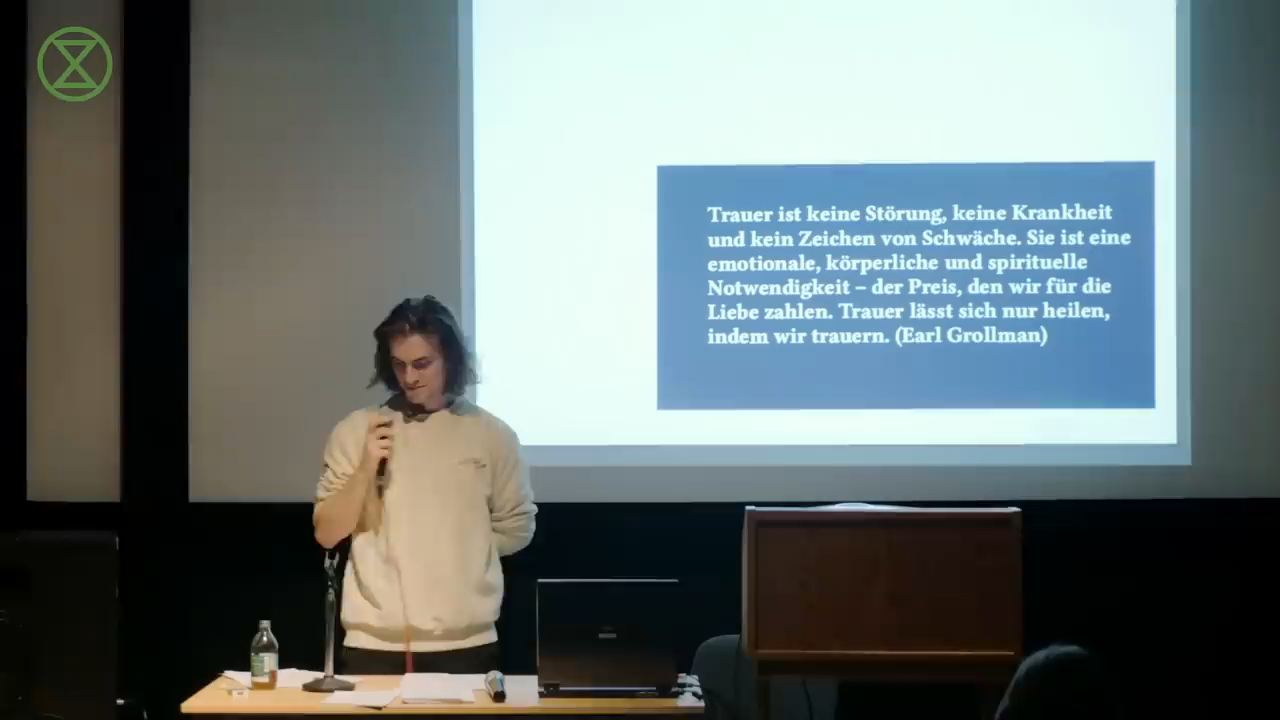 Trauer ist keine Störung, keine Krankheit
und kein Zeichen von Schwäche. Sie ist eine
emotionale, körperliche und spirituelle
Notwendigkeit – der Preis, den wir für die
Liebe zahlen. Trauer lässt sich nur heilen,
indem wir trauern. (Earl Grollman)